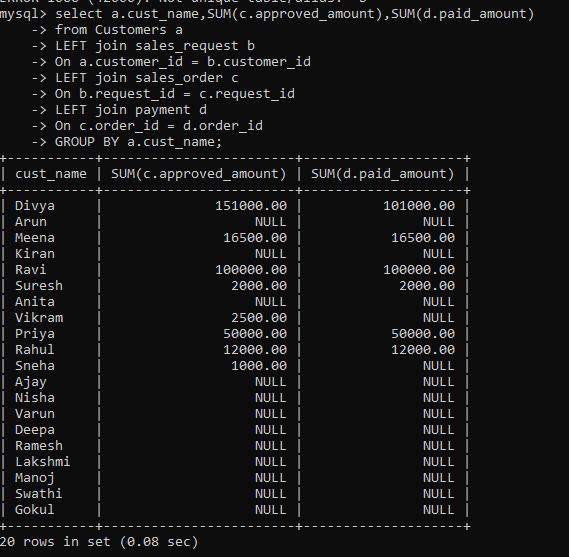 mysql> select a.cust_name,SUM(c.approved_amount),SUM(d.paid_amount)
    -> from Customers a
    -> LEFT join sales_request b
    -> On a.customer_id = b.customer_id
    -> LEFT join sales_order c
    -> On b.request_id = c.request_id
    -> LEFT join payment d
    -> On c.order_id = d.order_id
    -> GROUP BY a.cust_name;
+-----------+------------------------+--------------------+
| cust_name | SUM(c.approved_amount) | SUM(d.paid_amount) |
+-----------+------------------------+--------------------+
| Divya     |              151000.00 |          101000.00 |
| Arun      |                   NULL |               NULL |
| Meena     |               16500.00 |           16500.00 |
| Kiran     |                   NULL |               NULL |
| Ravi      |              100000.00 |          100000.00 |
| Suresh    |                2000.00 |            2000.00 |
| Anita     |                   NULL |               NULL |
| Vikram    |                2500.00 |               NULL |
| Priya     |               50000.00 |           50000.00 |
| Rahul     |               12000.00 |           12000.00 |
| Sneha     |                1000.00 |               NULL |
| Ajay      |                   NULL |               NULL |
| Nisha     |                   NULL |               NULL |
| Varun     |                   NULL |               NULL |
| Deepa     |                   NULL |               NULL |
| Ramesh    |                   NULL |               NULL |
| Lakshmi   |                   NULL |               NULL |
| Manoj     |                   NULL |               NULL |
| Swathi    |                   NULL |               NULL |
| Gokul     |                   NULL |               NULL |
+-----------+------------------------+--------------------+
20 rows in set (0.08 sec)